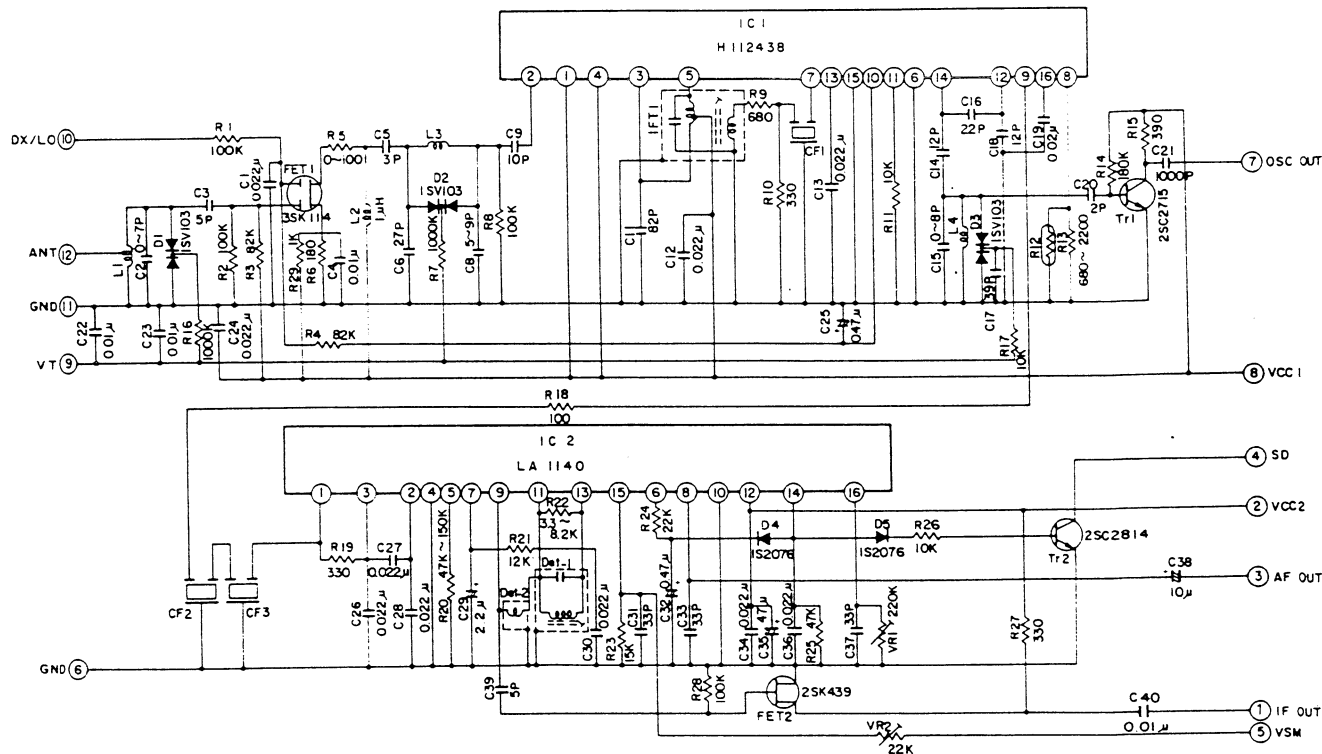 IC1
H112438
2 1 4 3 5 7 13 15 10 11 6 14 12 9 16 8
DX/LO 10
R1
100K
C1
0.022μ
FET1
3SK114
R5
0~100
C5
3P
L3
C9
10P
IFT1
R9
680
CF1
C16
22P
C18
12P
C19
0.02μ
R15
390
C21
1000P
7 OSC OUT
R14
180K
Tr1
2SC2715
C20
2P
C3
5P
ANT 12
L1
C2
0~7P
D1
1SV103
R2
100K
R3
82K
R29
1K
R6
180
C4
0.01μ
L2
1μH
D2
1SV103
C6
27P
R7
1000K
C8
5~9P
R8
100K
C11
82P
C12
0.022μ
R10
330
C13
0.022μ
R11
10K
C14
12P
C15
0~8P
L4
D3
1SV103
C17
39P
R12
R13
680~2200
R17
10K
GND 11
C22
0.01μ
C23
0.01μ
R16
1000K
C24
0.022μ
R4
82K
C25
0.47μ
VT 9
8 VCC1
R18
100
IC2
LA1140
1 3 2 4 5 7 9 11 13 15 6 8 10 12 14 16
4 SD
2 VCC2
R22
3.3~
8.2K
R24
22K
D4
1S2076
D5
1S2076
R26
10K
Tr2
2SC2814
C38
10μ
3 AF OUT
R19
330
C27
0.022μ
R21
12K
Det-1
Det-2
CF2
CF3
C26
0.022μ
C28
0.022μ
R20
47K~150K
C29
2.2μ
C30
0.022μ
R23
15K
C31
33P
C32
0.47μ
C33
33P
C34
0.022μ
C35
47μ
C36
0.022μ
R25
47K
C37
33P
VR1
220K
R27
330
GND 6
C39
5P
R28
100K
FET2
2SK439
C40
0.01μ
1 IF OUT
VR2
22K
5 VSM